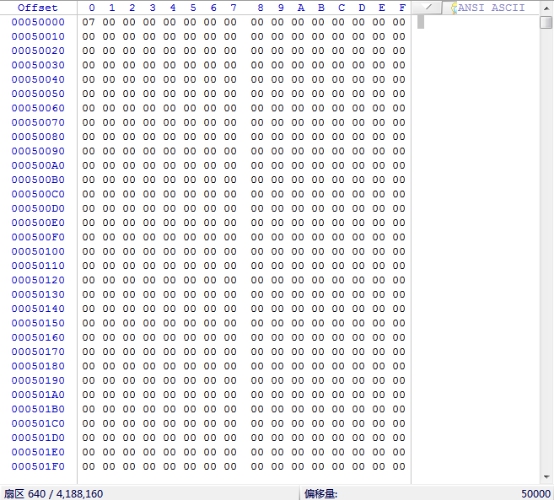 Offset 0 1 2 3 4 5 6 7 8 9 A B C D E F ANSI ASCII
00050000 07 00 00 00 00 00 00 00 00 00 00 00 00 00 00 00
00050010 00 00 00 00 00 00 00 00 00 00 00 00 00 00 00 00
00050020 00 00 00 00 00 00 00 00 00 00 00 00 00 00 00 00
00050030 00 00 00 00 00 00 00 00 00 00 00 00 00 00 00 00
00050040 00 00 00 00 00 00 00 00 00 00 00 00 00 00 00 00
00050050 00 00 00 00 00 00 00 00 00 00 00 00 00 00 00 00
00050060 00 00 00 00 00 00 00 00 00 00 00 00 00 00 00 00
00050070 00 00 00 00 00 00 00 00 00 00 00 00 00 00 00 00
00050080 00 00 00 00 00 00 00 00 00 00 00 00 00 00 00 00
00050090 00 00 00 00 00 00 00 00 00 00 00 00 00 00 00 00
000500A0 00 00 00 00 00 00 00 00 00 00 00 00 00 00 00 00
000500B0 00 00 00 00 00 00 00 00 00 00 00 00 00 00 00 00
000500C0 00 00 00 00 00 00 00 00 00 00 00 00 00 00 00 00
000500D0 00 00 00 00 00 00 00 00 00 00 00 00 00 00 00 00
000500E0 00 00 00 00 00 00 00 00 00 00 00 00 00 00 00 00
000500F0 00 00 00 00 00 00 00 00 00 00 00 00 00 00 00 00
00050100 00 00 00 00 00 00 00 00 00 00 00 00 00 00 00 00
00050110 00 00 00 00 00 00 00 00 00 00 00 00 00 00 00 00
00050120 00 00 00 00 00 00 00 00 00 00 00 00 00 00 00 00
00050130 00 00 00 00 00 00 00 00 00 00 00 00 00 00 00 00
00050140 00 00 00 00 00 00 00 00 00 00 00 00 00 00 00 00
00050150 00 00 00 00 00 00 00 00 00 00 00 00 00 00 00 00
00050160 00 00 00 00 00 00 00 00 00 00 00 00 00 00 00 00
00050170 00 00 00 00 00 00 00 00 00 00 00 00 00 00 00 00
00050180 00 00 00 00 00 00 00 00 00 00 00 00 00 00 00 00
00050190 00 00 00 00 00 00 00 00 00 00 00 00 00 00 00 00
000501A0 00 00 00 00 00 00 00 00 00 00 00 00 00 00 00 00
000501B0 00 00 00 00 00 00 00 00 00 00 00 00 00 00 00 00
000501C0 00 00 00 00 00 00 00 00 00 00 00 00 00 00 00 00
000501D0 00 00 00 00 00 00 00 00 00 00 00 00 00 00 00 00
000501E0 00 00 00 00 00 00 00 00 00 00 00 00 00 00 00 00
000501F0 00 00 00 00 00 00 00 00 00 00 00 00 00 00 00 00
扇区 640 / 4,188,160 偏移量: 50000